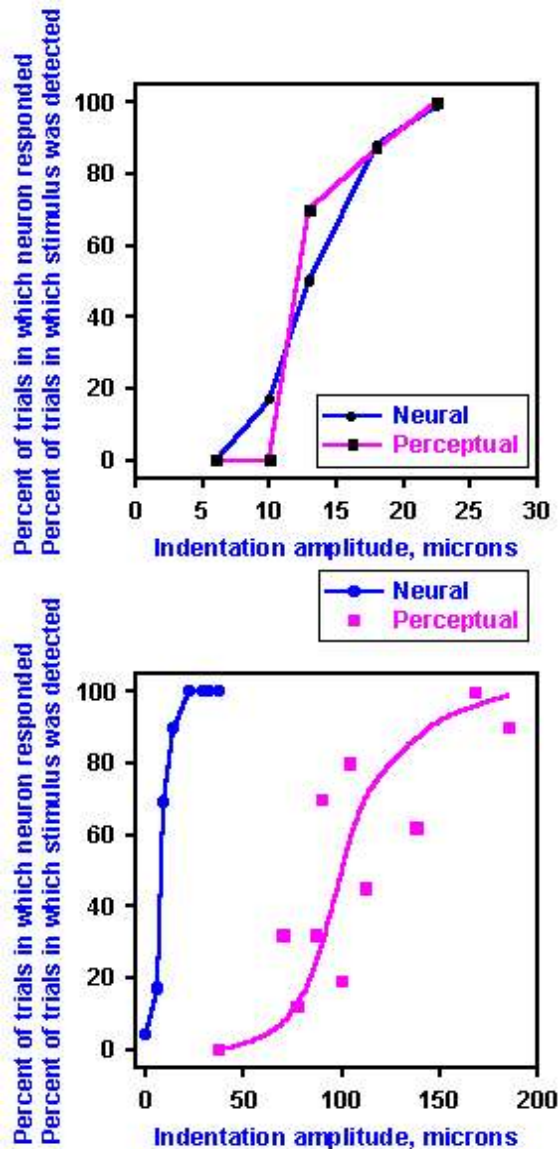 Percent of trials in which neuron responded
Percent of trials in which stimulus was detected
100
80
60
40
20
0
Neural
Perceptual
0 5 10 15 20 25 30
Indentation amplitude, microns
Neural
Perceptual
Percent of trials in which neuron responded
Percent of trials in which stimulus was detected
100
80
60
40
20
0
0 50 100 150 200
Indentation amplitude, microns